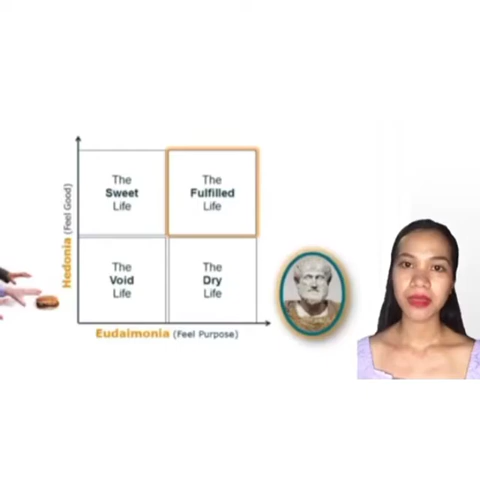 The
Sweet
Life
The
Fulfilled
Life
The
Void
Life
The
Dry
Life
Hedonia (Feel Good)
Eudaimonia (Feel Purpose)